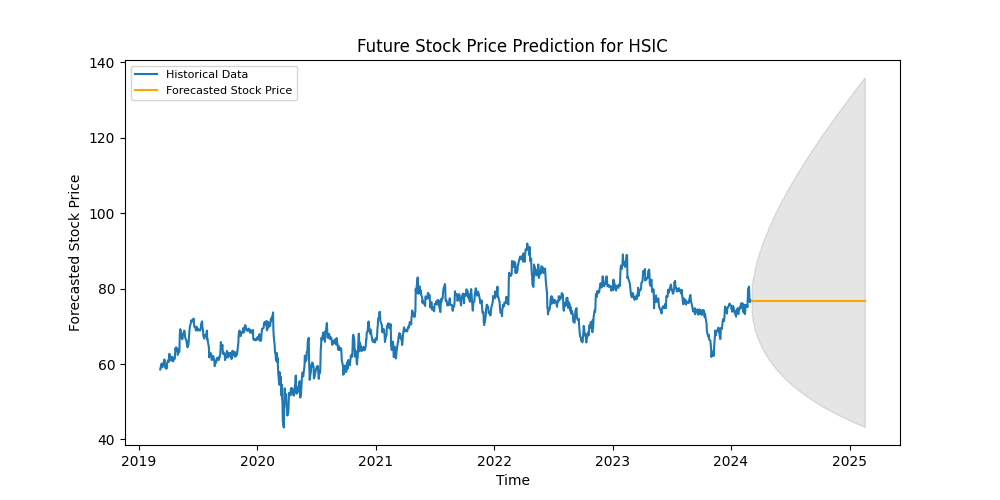 Future Stock Price Prediction for HSIC
Historical Data
Forecasted Stock Price
140
120
100
80
60
40
Forecasted Stock Price
2019
2020
2021
2022
2023
2024
2025
Time